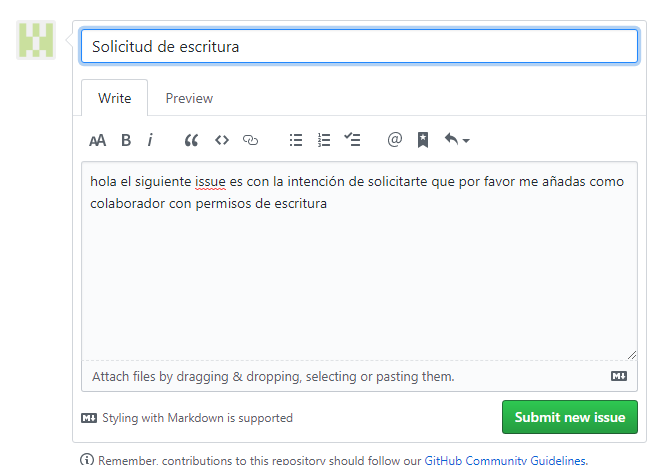 Solicitud de escritura
Write Preview
AA B i @
hola el siguiente issue es con la intención de solicitarte que por favor me añadas como
colaborador con permisos de escritura
Attach files by dragging & dropping, selecting or pasting them.
Styling with Markdown is supported
Submit new issue
Remember, contributions to this repository should follow our GitHub Community Guidelines.